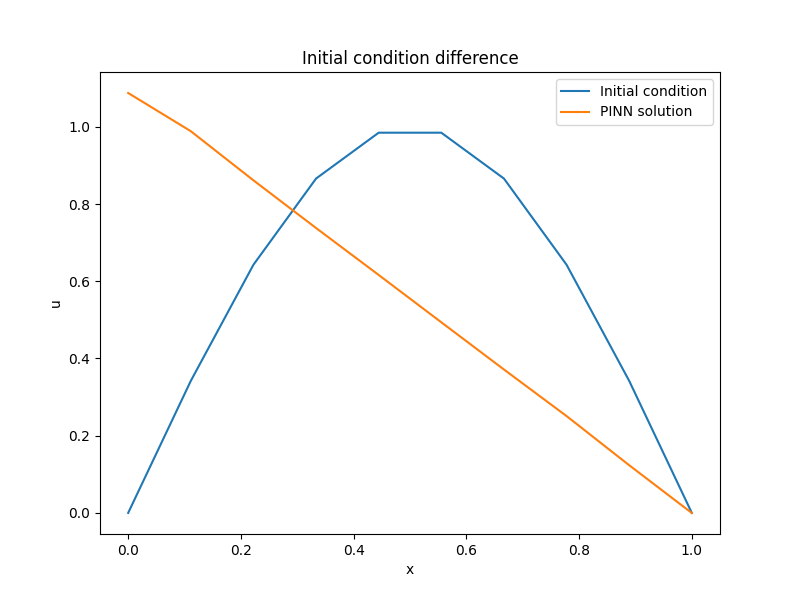 Initial condition difference
Initial condition
PINN solution
1.0
0.8
0.6
0.4
0.2
0.0
u
0.0 0.2 0.4 0.6 0.8 1.0
x